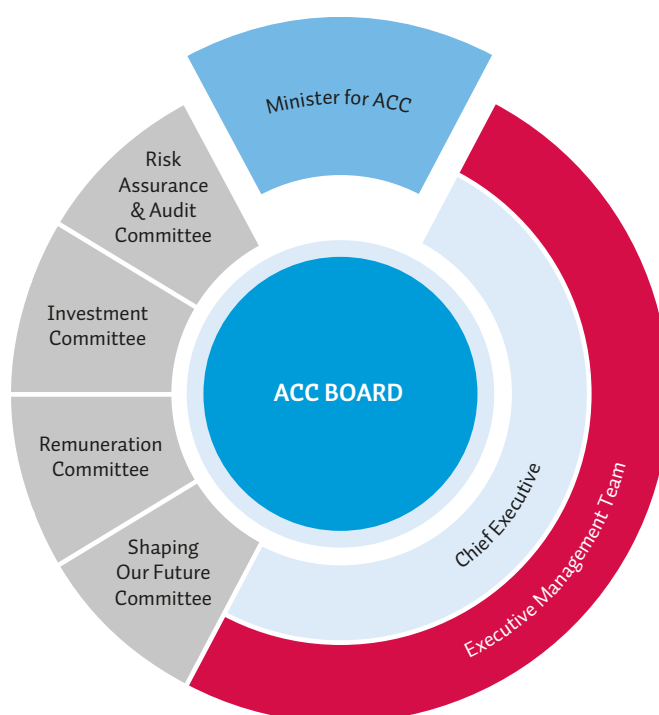 Minister for ACC
Risk
Assurance
& Audit
Committee
Investment
Committee
ACC BOARD
Remuneration
Committee
Shaping
Our Future
Committee
Chief Executive
Executive Management Team